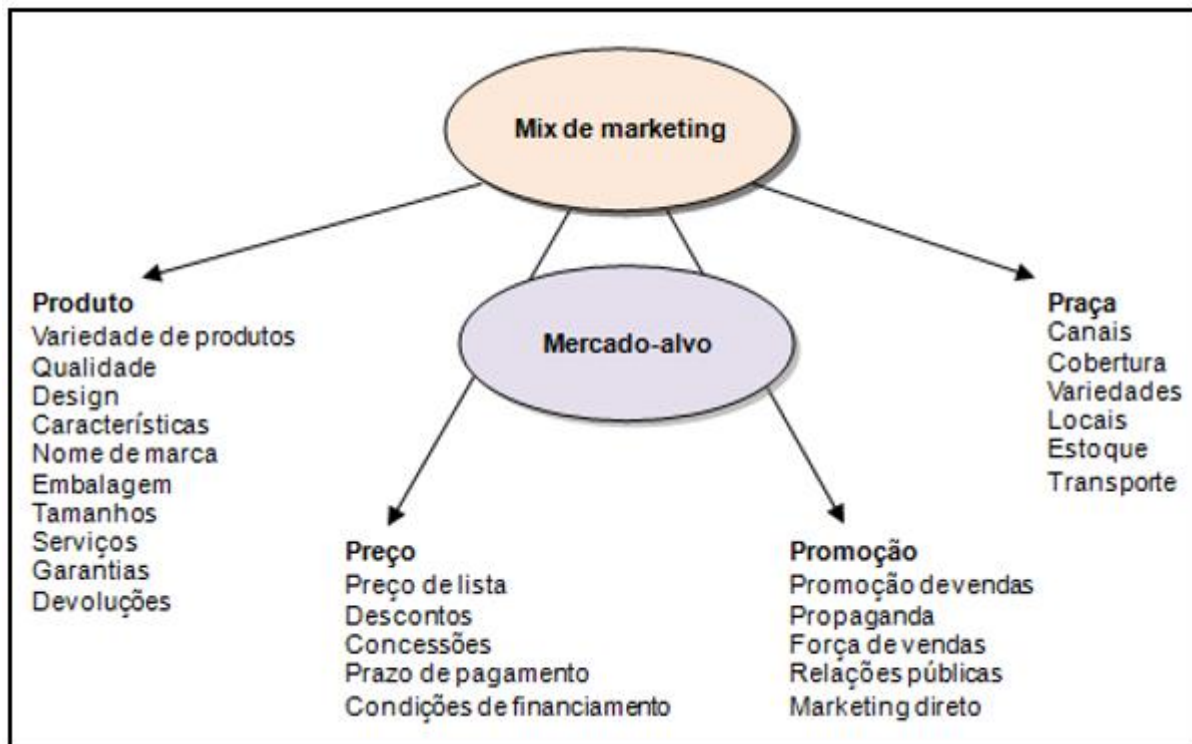 Mix de marketing
Mercado-alvo
Produto
Variedade de produtos
Qualidade
Design
Características
Nome de marca
Embalagem
Tamanhos
Serviços
Garantias
Devoluções
Preço
Preço de lista
Descontos
Concessões
Prazo de pagamento
Condições de financiamento
Promoção
Promoção de vendas
Propaganda
Força de vendas
Relações públicas
Marketing direto
Praça
Canais
Cobertura
Variedades
Locais
Estoque
Transporte